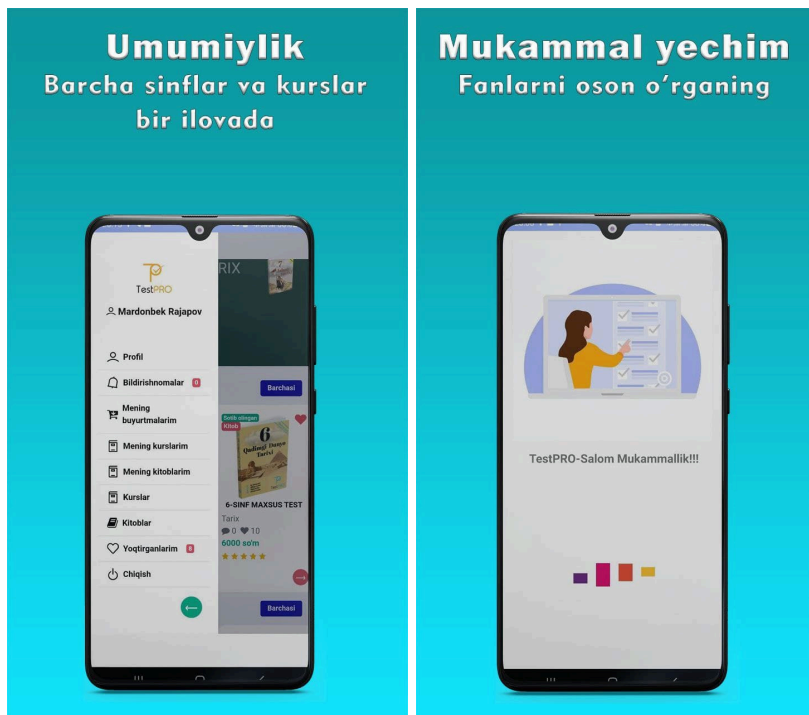 Umumiylik
Barcha sinflar va kurslar
bir ilovada
TestPRO
Mardonbek Rajapov
Profil
Bildirishnomalar 0
Mening
buyurtmalarim
Mening kurslarim
Mening kitoblarim
Kurslar
Kitoblar
Yoqtirganlarim 8
Chiqish
RIX
Barchasi
Sotib olingan
Kitob
6
Qadimgi Dunyo
Tarixi
6-SINF MAXSUS TEST
Tarix
0 10
6000 so'm
Barchasi
Mukammal yechim
Fanlarni oson o'rganing
TestPRO-Salom Mukammallik!!!